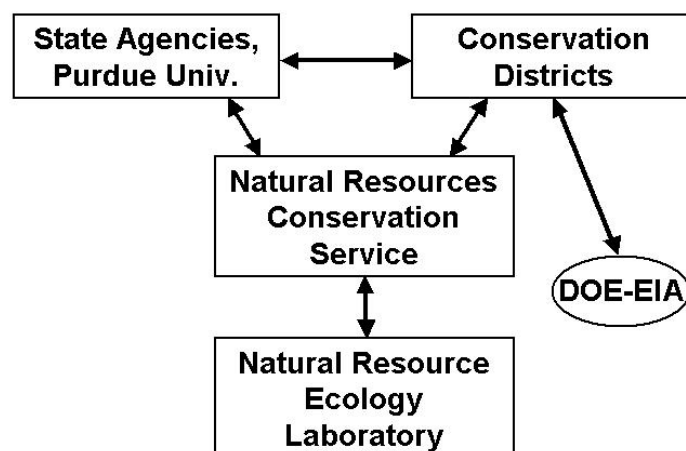 State Agencies,
Purdue Univ.
Conservation
Districts
Natural Resources
Conservation
Service
DOE-EIA
Natural Resource
Ecology
Laboratory